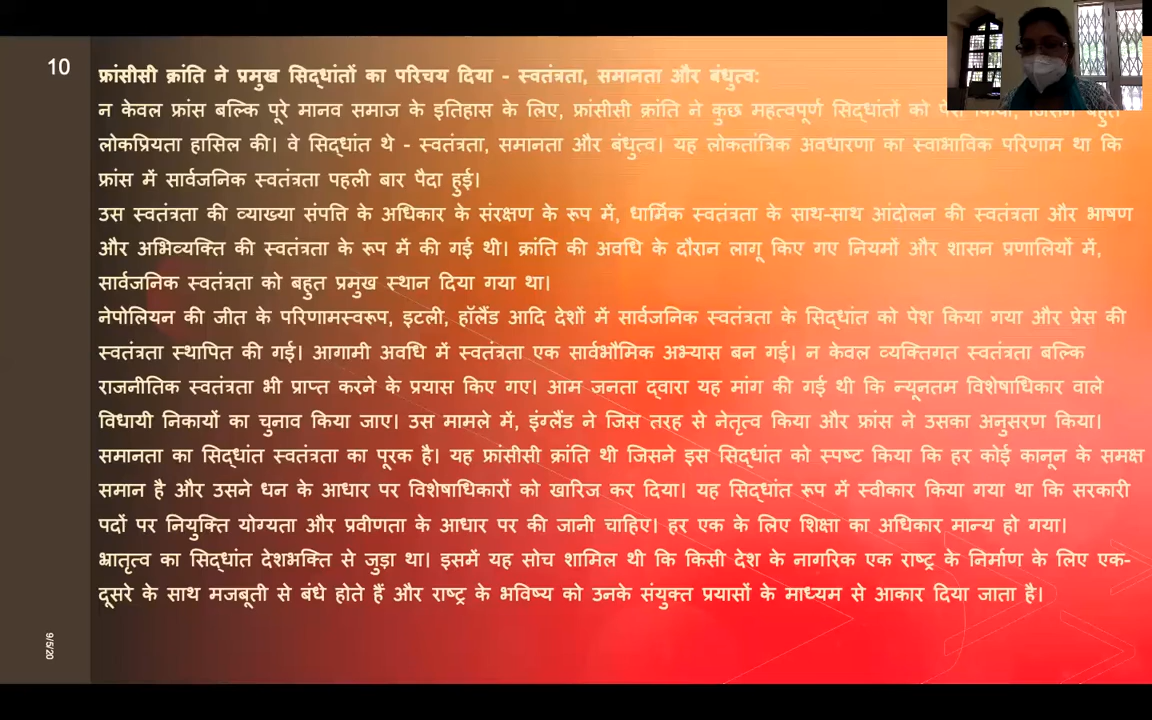 10
फ्रांसीसी क्रांति ने प्रमुख सिद्धांतों का परिचय दिया - स्वतंत्रता, समानता और बंधुत्व:
न केवल फ्रांस बल्कि पूरे मानव समाज के इतिहास के लिए, फ्रांसीसी क्रांति ने कुछ महत्वपूर्ण सिद्धांतों को
लोकप्रियता हासिल की। वे सिद्धांत थे - स्वतंत्रता, समानता और बंधुत्व। यह लोकतांत्रिक अवधारणा का स्वाभाविक परिणाम था कि
फ्रांस में सार्वजनिक स्वतंत्रता पहली बार पैदा हुई।
उस स्वतंत्रता की व्याख्या संपत्ति के अधिकार के संरक्षण के रूप में, धार्मिक स्वतंत्रता के साथ-साथ आंदोलन की स्वतंत्रता और भाषण
और अभिव्यक्ति की स्वतंत्रता के रूप में की गई थी। क्रांति की अवधि के दौरान लागू किए गए नियमों और शासन प्रणालियों में,
सार्वजनिक स्वतंत्रता को बहुत प्रमुख स्थान दिया गया था।
नेपोलियन की जीत के परिणामस्वरूप, इटली, हॉलैंड आदि देशों में सार्वजनिक स्वतंत्रता के सिद्धांत को पेश किया गया और प्रेस की
स्वतंत्रता स्थापित की गई। आगामी अवधि में स्वतंत्रता एक सार्वभौमिक अभ्यास बन गई। न केवल व्यक्तिगत स्वतंत्रता बल्कि
राजनीतिक स्वतंत्रता भी प्राप्त करने के प्रयास किए गए। आम जनता द्वारा यह मांग की गई थी कि न्यूनतम विशेषाधिकार वाले
विधायी निकायों का चुनाव किया जाए। उस मामले में, इंग्लैंड ने जिस तरह से नेतृत्व किया और फ्रांस ने उसका अनुसरण किया।
समानता का सिद्धांत स्वतंत्रता का पूरक है। यह फ्रांसीसी क्रांति थी जिसने इस सिद्धांत को स्पष्ट किया कि हर कोई कानून के समक्ष
समान है और उसने धन के आधार पर विशेषाधिकारों को खारिज कर दिया। यह सिद्धांत रूप में स्वीकार किया गया था कि सरकारी
पदों पर नियुक्ति योग्यता और प्रवीणता के आधार पर की जानी चाहिए। हर एक के लिए शिक्षा का अधिकार मान्य हो गया।
भ्रातृत्व का सिद्धांत देशभक्ति से जुड़ा था। इसमें यह सोच शामिल थी कि किसी देश के नागरिक एक राष्ट्र के निर्माण के लिए एक-
दूसरे के साथ मजबूती से बंधे होते हैं और राष्ट्र के भविष्य को उनके संयुक्त प्रयासों के माध्यम से आकार दिया जाता है।
9/5/20